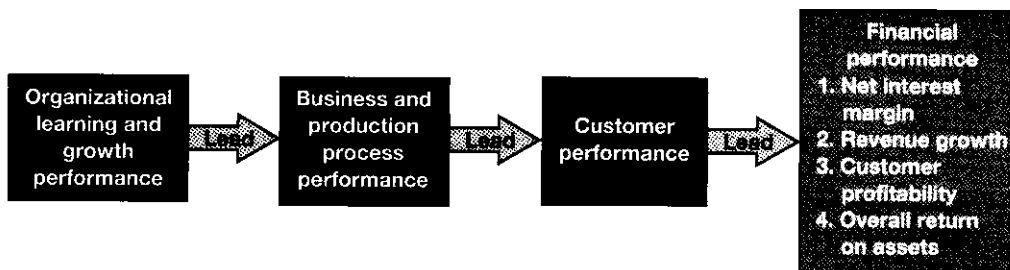 Organizational
learning and
growth
performance
Lead
Business and
production
process
performance
Lead
Customer
performance
Lead
Financial
performance
1. Net interest
margin
2. Revenue growth
3. Customer
profitability
4. Overall return
on assets